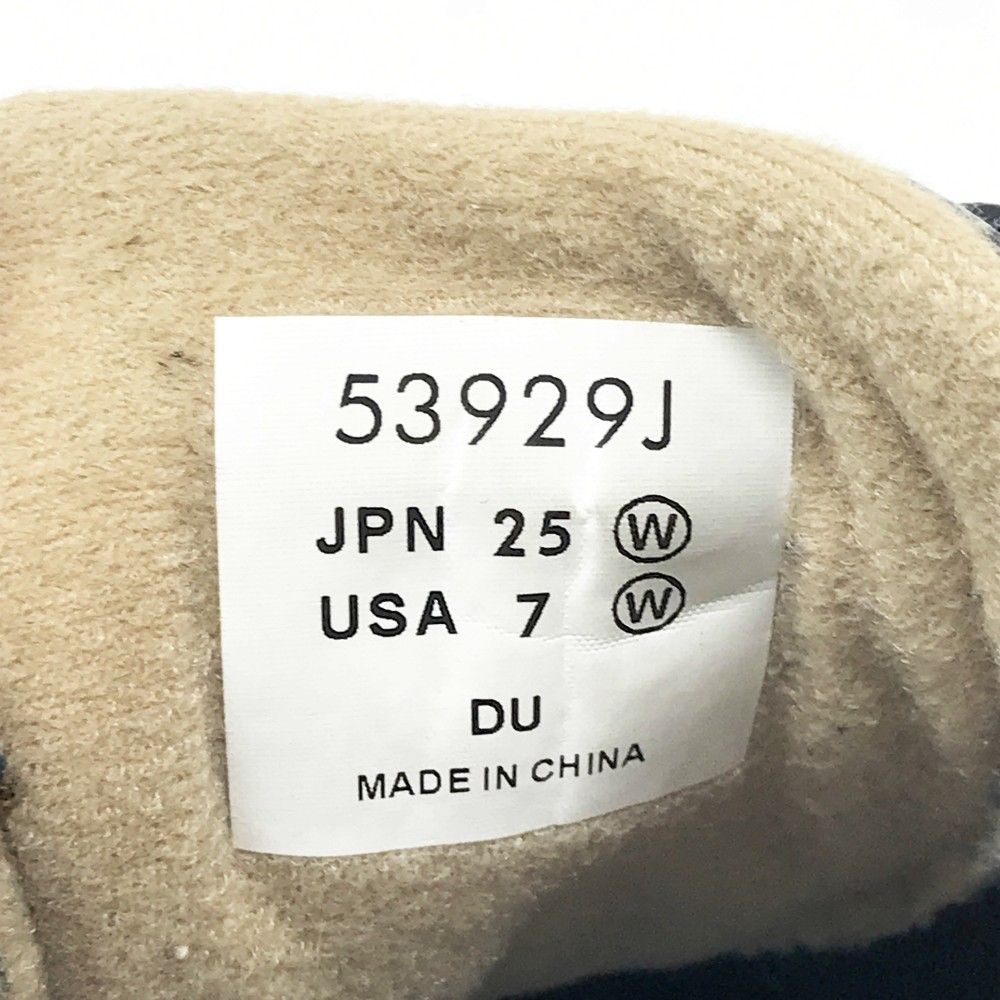 53929J
JPN 25 Ⓦ
USA 7 Ⓦ
DU
MADE IN CHINA